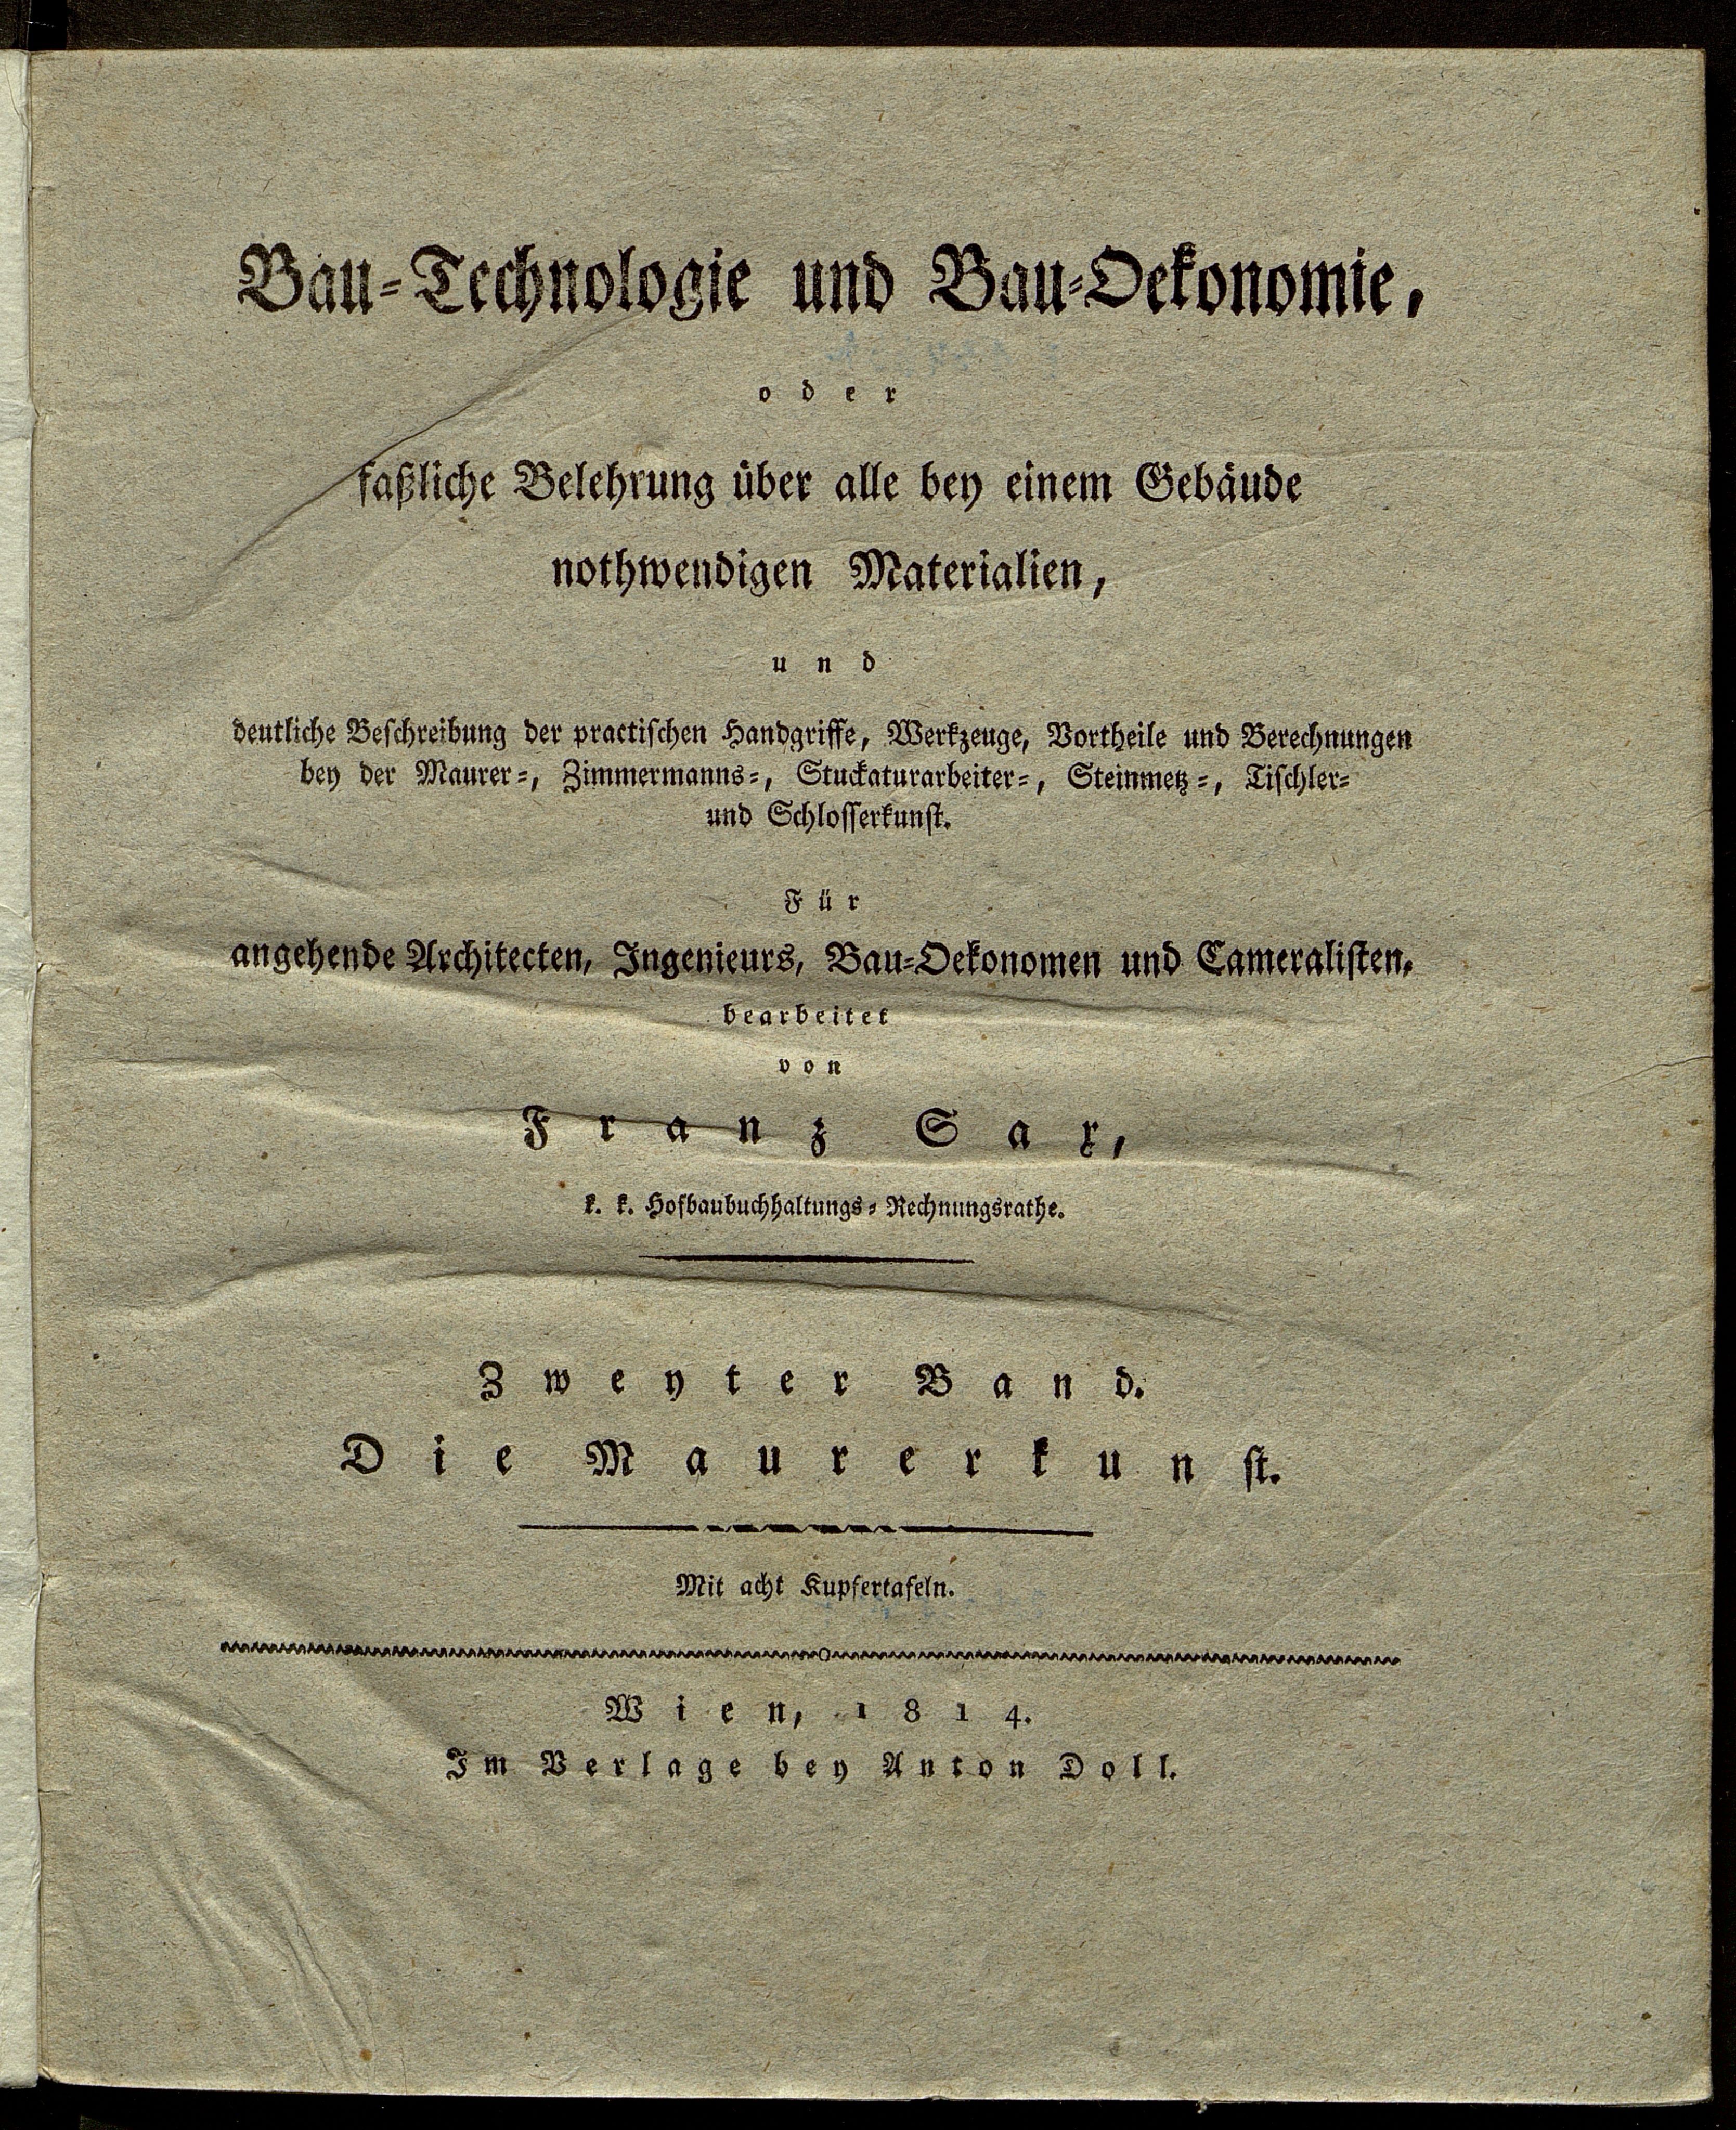 Bau-Technologie und Bau-Oekonomie,
oder
faßliche Belehrung über alle bey einem Gebäude
nothwendigen Materialien,
und
deutliche Beschreibung der practischen Handgriffe, Werkzeuge, Vortheile und Berechnungen
bey der Maurer-, Zimmermanns-, Stuckaturarbeiter-, Steinmetz-, Tischler-
und Schlosserkunst.
Für
angehende Architecten, Ingenieurs, Bau-Oekonomen und Cameralisten,
bearbeitet
von
Franz Sax,
k. k. Hofbaubuchhaltungs-Rechnungsrathe.
Zweyter Band.
Die Maurerkunst.
Mit acht Kupfertafeln.
Wien, 1814.
Im Verlage bey Anton Doll.